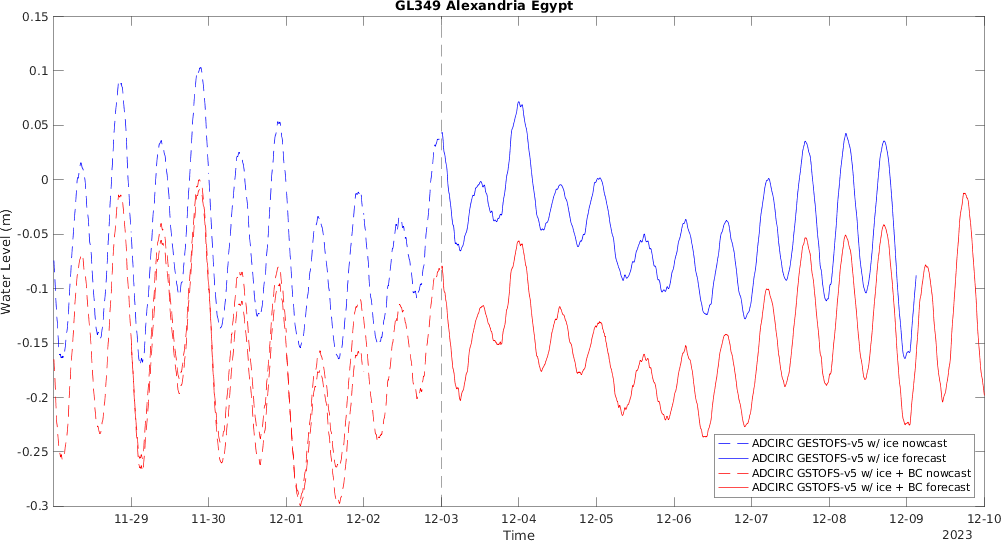 GL349 Alexandria Egypt
0.15
0.1
0.05
0
-0.05
-0.1
-0.15
-0.2
-0.25
-0.3
Water Level (m)
ADCIRC GESTOFS-v5 w/ ice nowcast
ADCIRC GESTOFS-v5 w/ ice forecast
ADCIRC GSTOFS-v5 w/ ice + BC nowcast
ADCIRC GSTOFS-v5 w/ ice + BC forecast
11-29 11-30 12-01 12-02 12-03 12-04 12-05 12-06 12-07 12-08 12-09 12-10
Time
2023